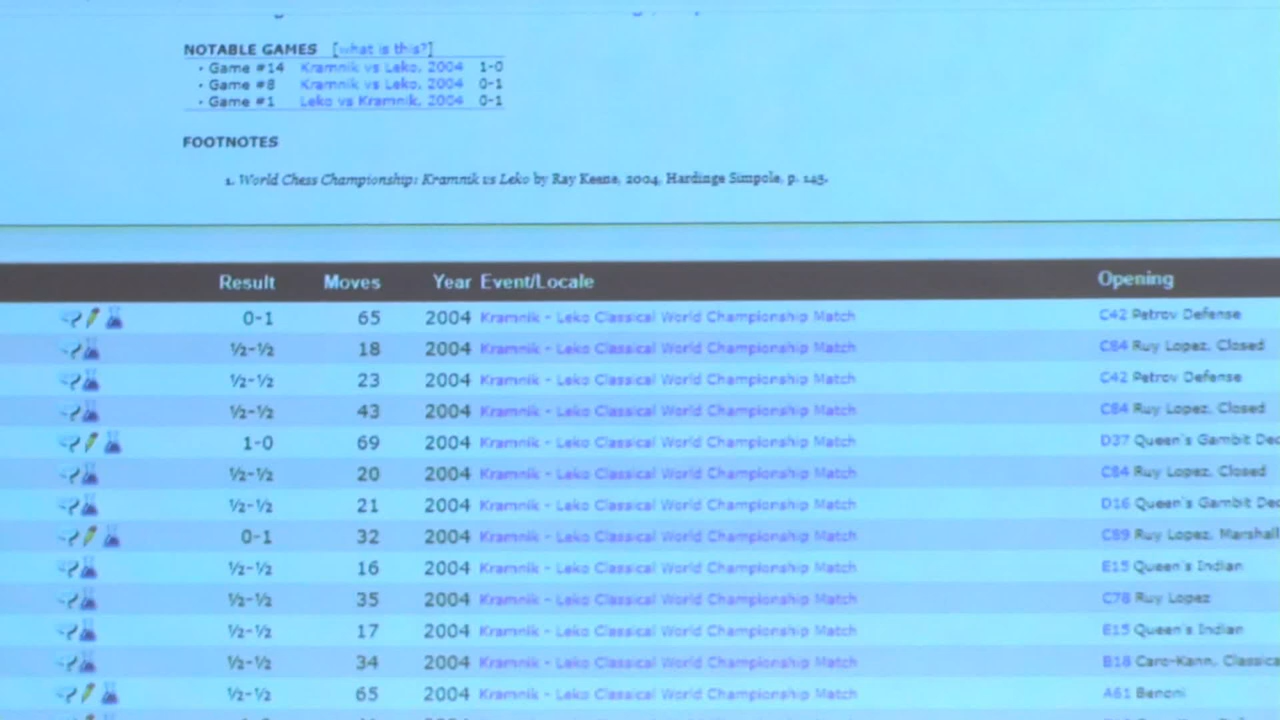 NOTABLE GAMES [what is this?]
· Game #14 Kramnik vs Leko, 2004 1-0
· Game #8 Kramnik vs Leko, 2004 0-1
· Game #1 Leko vs Kramnik, 2004 0-1
FOOTNOTES
1. World Chess Championship: Kramnik vs Leko by Ray Keene, 2004, Hardinge Simpole, p. 145.
Result Moves Year Event/Locale Opening
0-1 65 2004 Kramnik - Leko Classical World Championship Match C42 Petrov Defense
½-½ 18 2004 Kramnik - Leko Classical World Championship Match C84 Ruy Lopez, Closed
½-½ 23 2004 Kramnik - Leko Classical World Championship Match C42 Petrov Defense
½-½ 43 2004 Kramnik - Leko Classical World Championship Match C84 Ruy Lopez, Closed
1-0 69 2004 Kramnik - Leko Classical World Championship Match D37 Queen's Gambit Dec
½-½ 20 2004 Kramnik - Leko Classical World Championship Match C84 Ruy Lopez, Closed
½-½ 21 2004 Kramnik - Leko Classical World Championship Match D16 Queen's Gambit Dec
0-1 32 2004 Kramnik - Leko Classical World Championship Match C89 Ruy Lopez, Marshall
½-½ 16 2004 Kramnik - Leko Classical World Championship Match E15 Queen's Indian
½-½ 35 2004 Kramnik - Leko Classical World Championship Match C78 Ruy Lopez
½-½ 17 2004 Kramnik - Leko Classical World Championship Match E15 Queen's Indian
½-½ 34 2004 Kramnik - Leko Classical World Championship Match B18 Caro-Kann, Classica
½-½ 65 2004 Kramnik - Leko Classical World Championship Match A61 Benoni